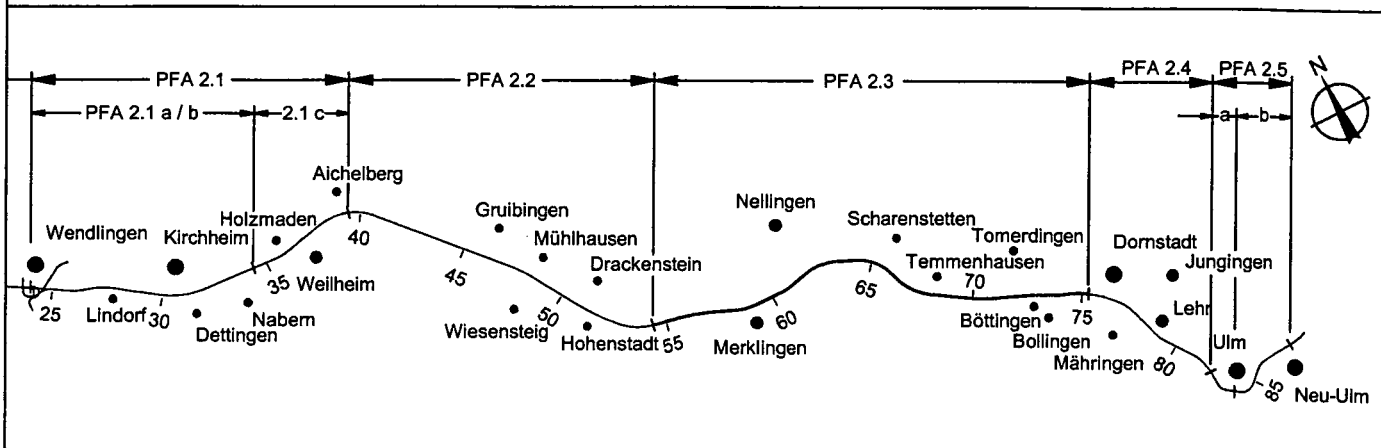 PFA 2.1
PFA 2.2
PFA 2.3
PFA 2.4
PFA 2.5
N
PFA 2.1 a / b
2.1 c
a
b
Aichelberg
Wendlingen
Kirchheim
Holzmaden
40
Gruibingen
Mühlhausen
Drackenstein
Nellingen
Scharenstetten
Tomerdingen
Dornstadt
Jungingen
35
Weilheim
45
65
Temmenhausen
70
25
Lindorf
30
Dettingen
Nabern
Wiesensteig
50
Hohenstadt
55
60
Merklingen
Böttingen
Bollingen
75
Mähringen
Lehr
80
Ulm
85
Neu-Ulm